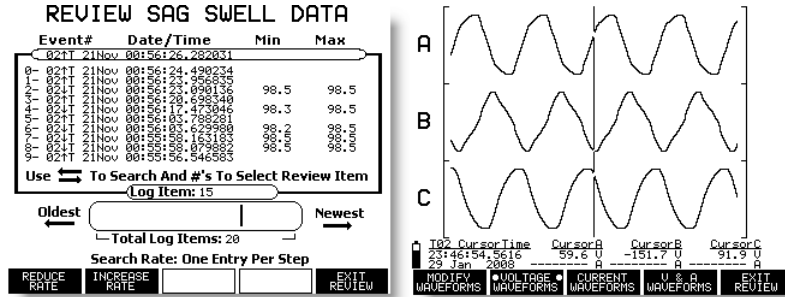 REVIEW SAG SWELL DATA
Event# Date/Time Min Max
02↑T 21Nov 00:56:26.282031
0- 02↑T 21Nov 00:56:24.490234
1- 02↑T 21Nov 00:56:23.956835
2- 02↓T 21Nov 00:56:23.090136 98.5 98.5
3- 02↑T 21Nov 00:56:20.698340
4- 02↓T 21Nov 00:56:17.473046 98.3 98.5
5- 02↑T 21Nov 00:56:03.788281
6- 02↓T 21Nov 00:56:03.629980 98.2 98.5
7- 02↓T 21Nov 00:55:58.163183 98.5 98.5
8- 02↓T 21Nov 00:55:58.079882 98.5 98.5
9- 02↑T 21Nov 00:55:56.546583
Use ⇆ To Search And #'s To Select Review Item
Log Item: 15
Oldest Newest
Total Log Items: 20
Search Rate: One Entry Per Step
REDUCE RATE
INCREASE RATE
EXIT REVIEW
A
B
C
T02 CursorTime CursorA CursorB CursorC
23:46:54.5616 59.6 V -151.7 V 91.9 V
29 Jan 2008 -------- A -------- A -------- A
MODIFY WAVEFORMS
●VOLTAGE● WAVEFORMS
CURRENT WAVEFORMS
V & A WAVEFORMS
EXIT REVIEW